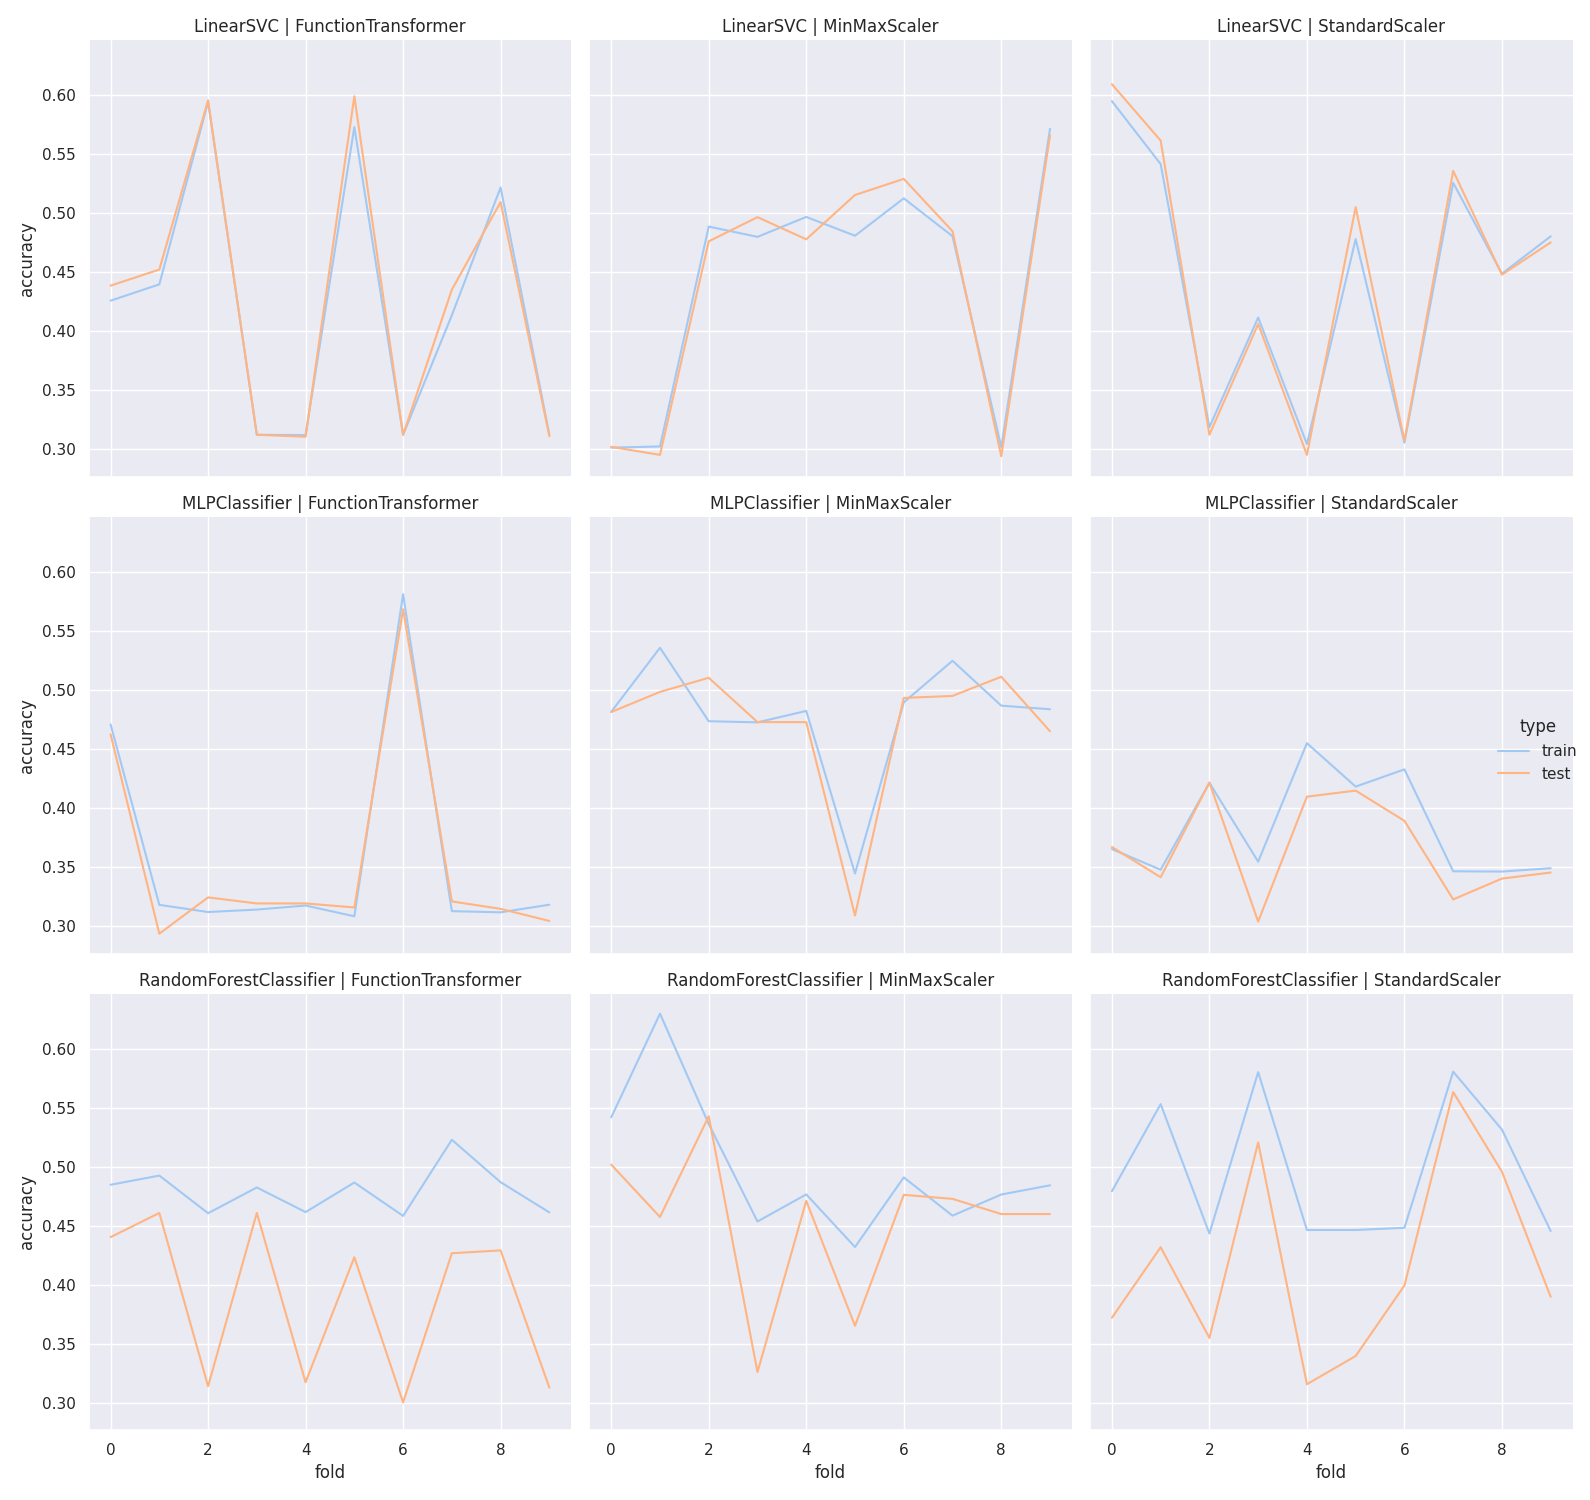 LinearSVC | FunctionTransformer
LinearSVC | MinMaxScaler
LinearSVC | StandardScaler
0.60
0.55
0.50
0.45
0.40
0.35
0.30
accuracy
MLPClassifier | FunctionTransformer
MLPClassifier | MinMaxScaler
MLPClassifier | StandardScaler
0.60
0.55
0.50
0.45
0.40
0.35
0.30
accuracy
type
train
test
RandomForestClassifier | FunctionTransformer
RandomForestClassifier | MinMaxScaler
RandomForestClassifier | StandardScaler
0.60
0.55
0.50
0.45
0.40
0.35
0.30
accuracy
0 2 4 6 8
0 2 4 6 8
0 2 4 6 8
fold
fold
fold